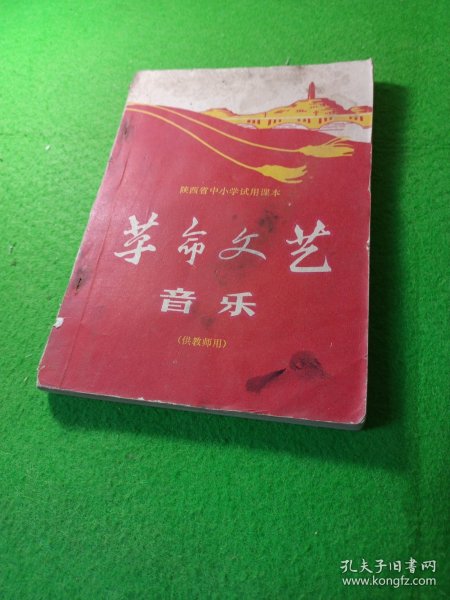 陕西省中小学试用课本
革命文艺
音乐
(供教师用)
孔夫子旧书网
www.kongfz.com